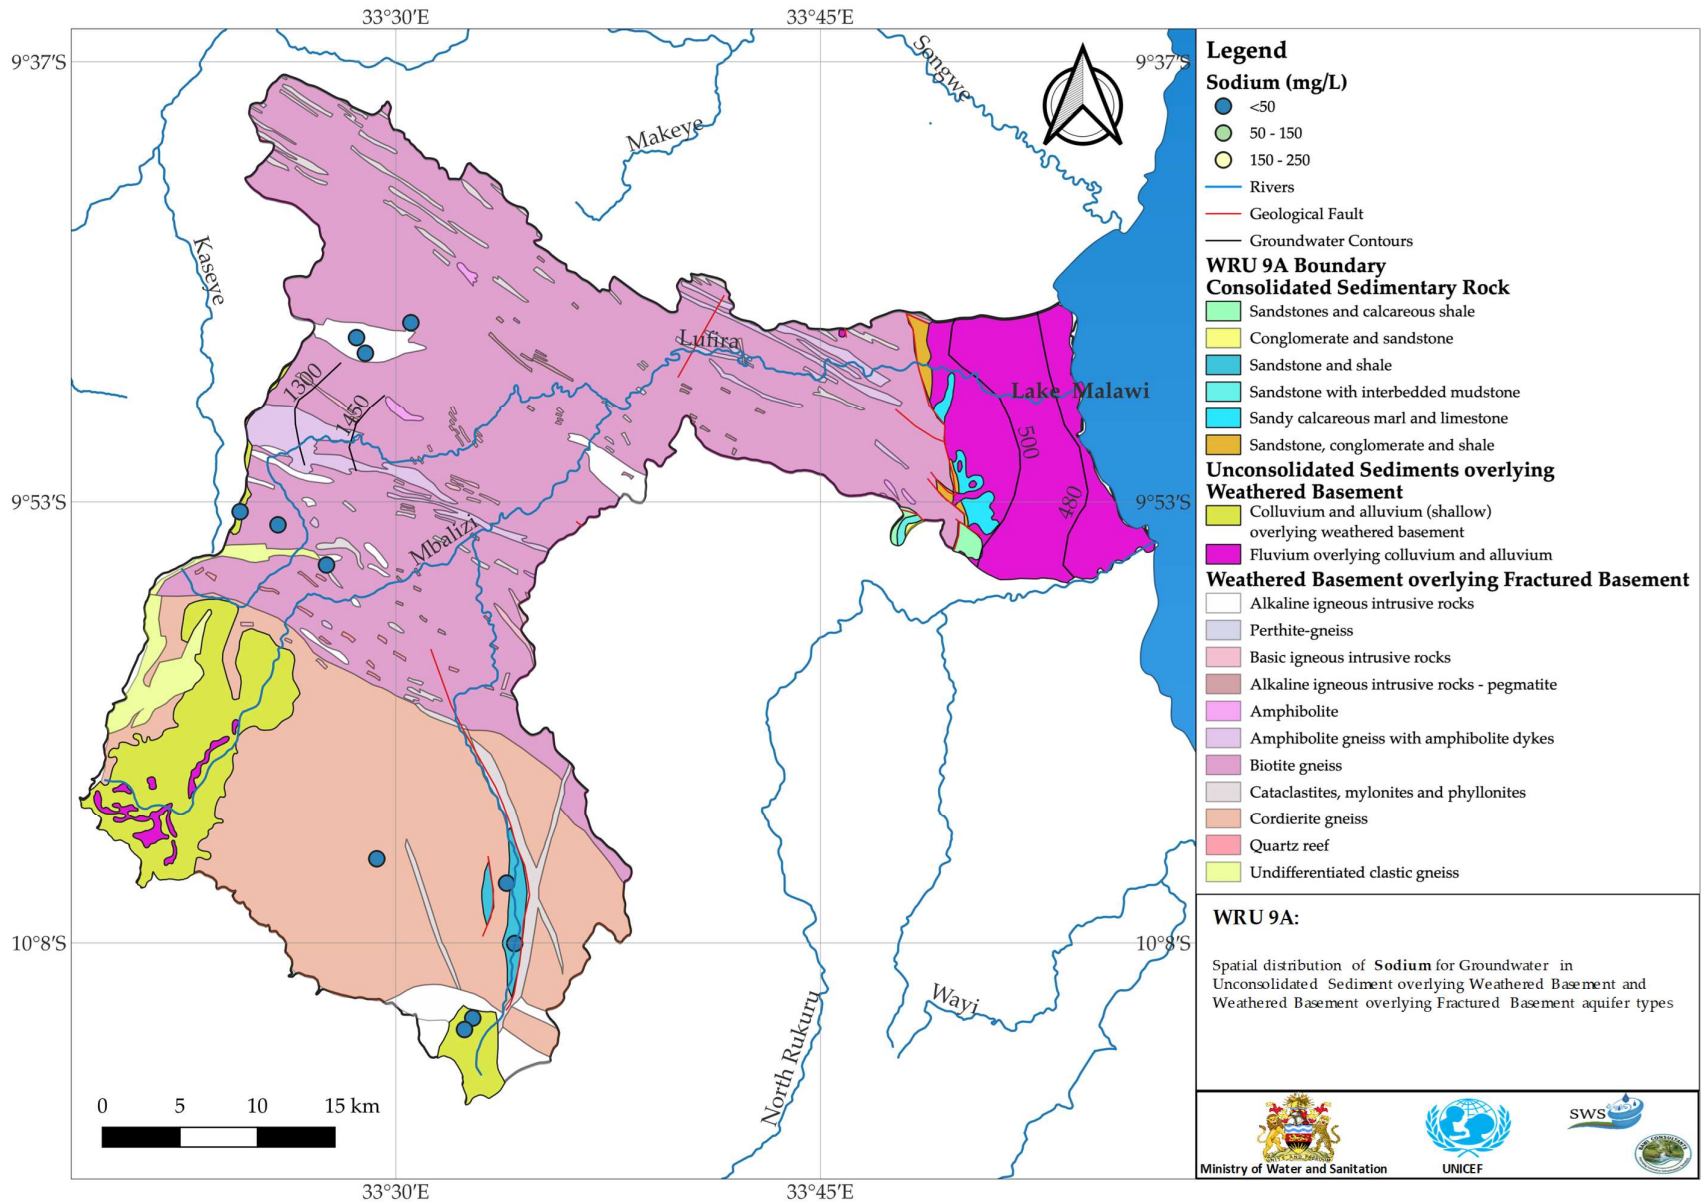 33°30′E
33°45′E
9°37′S
9°37′S
Songwe
Makeye
Kaseye
Lufira
Lake Malawi
1300
1450
500
480
9°53′S
9°53′S
Mbalizi
10°8′S
10°8′S
Wayi
North Rukuru
0 5 10 15 km
33°30′E
33°45′E
Legend
Sodium (mg/L)
<50
50 - 150
150 - 250
Rivers
Geological Fault
Groundwater Contours
WRU 9A Boundary
Consolidated Sedimentary Rock
Sandstones and calcareous shale
Conglomerate and sandstone
Sandstone and shale
Sandstone with interbedded mudstone
Sandy calcareous marl and limestone
Sandstone, conglomerate and shale
Unconsolidated Sediments overlying
Weathered Basement
Colluvium and alluvium (shallow)
overlying weathered basement
Fluvium overlying colluvium and alluvium
Weathered Basement overlying Fractured Basement
Alkaline igneous intrusive rocks
Perthite-gneiss
Basic igneous intrusive rocks
Alkaline igneous intrusive rocks - pegmatite
Amphibolite
Amphibolite gneiss with amphibolite dykes
Biotite gneiss
Cataclastites, mylonites and phyllonites
Cordierite gneiss
Quartz reef
Undifferentiated clastic gneiss
WRU 9A:
Spatial distribution of Sodium for Groundwater in
Unconsolidated Sediment overlying Weathered Basement and
Weathered Basement overlying Fractured Basement aquifer types
Ministry of Water and Sanitation
UNICEF
SWS